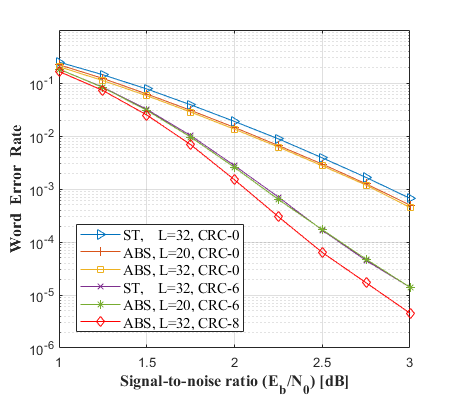 10^-1
10^-2
10^-3
10^-4
10^-5
10^-6
Word Error Rate
ST, L=32, CRC-0
ABS, L=20, CRC-0
ABS, L=32, CRC-0
ST, L=32, CRC-6
ABS, L=20, CRC-6
ABS, L=32, CRC-8
1 1.5 2 2.5 3
Signal-to-noise ratio (E_b/N_0) [dB]